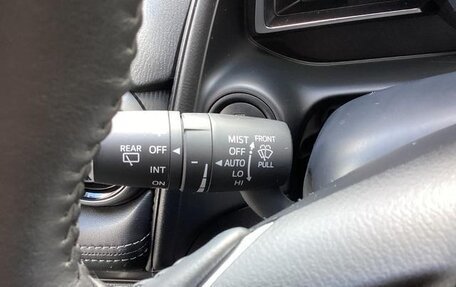 MIST FRONT
REAR OFF OFF
AUTO
INT LO PULL
ON HI